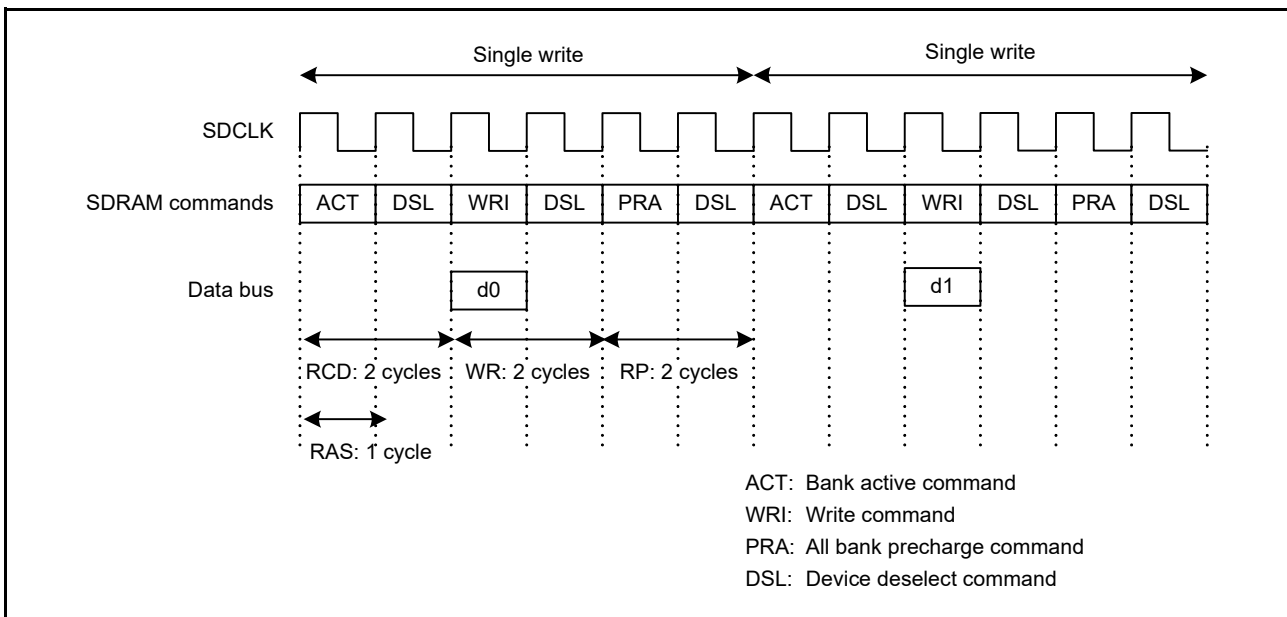 Single write Single write
SDCLK
SDRAM commands ACT DSL WRI DSL PRA DSL ACT DSL WRI DSL PRA DSL
Data bus d0 d1
RCD: 2 cycles WR: 2 cycles RP: 2 cycles
RAS: 1 cycle
ACT: Bank active command
WRI: Write command
PRA: All bank precharge command
DSL: Device deselect command